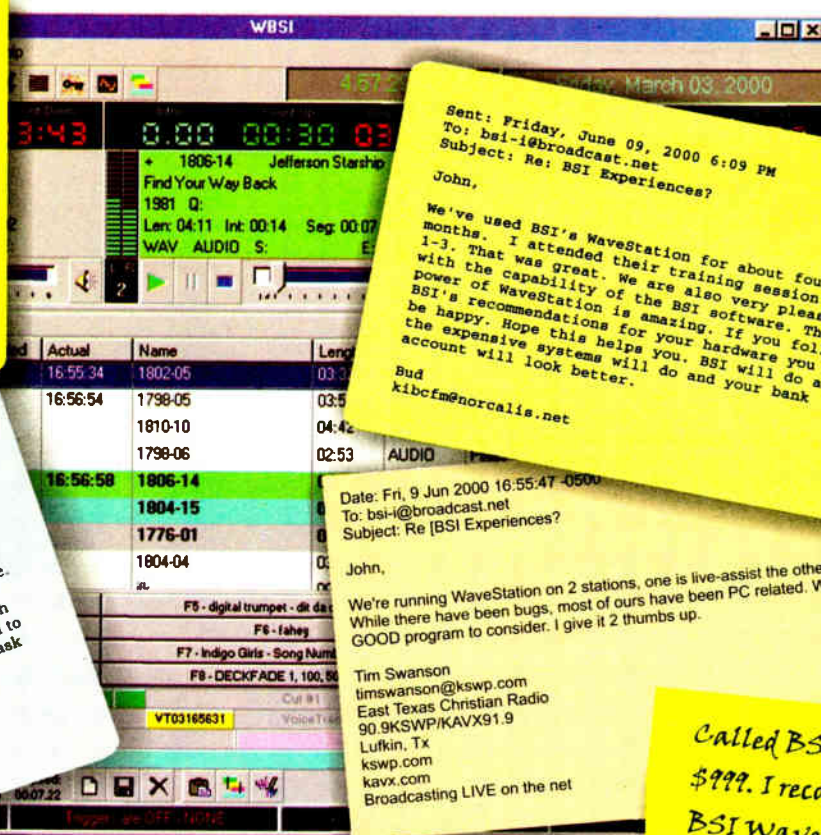 WBSI
March 03, 2000
3:43
0.00
00:30
03
+ 1806-14 Jefferson Starship
Find Your Way Back
1981 Q:
Len: 04:11 Int: 00:14 Seg: 00:07
WAV AUDIO S: E:
2
Actual Name
16:55:34 1802-05
16:56:54 1798-05
1810-10
1798-06 02:53 AUDIO
16:56:58 1806-14
1804-15
1776-01
1804-04
F5 - digital trumpet - dit da
F6 - fahey
F7 - Indigo Girls - Song
F8 - DECKFADE 1, 100,
Cut #1
VT03165631
00:07:22
Triggers are OFF - NONE
Sent: Friday, June 09, 2000 6:09 PM
To: bsi-i@broadcast.net
Subject: Re: BSI Experiences?
John,
We've used BSI's WaveStation for about
months. I attended their training session
1-3. That was great. We are also very
with the capability of the BSI software.
power of WaveStation is amazing. If you
BSI's recommendations for your hardware you
be happy. Hope this helps you. BSI will do
the expensive systems will do and your bank
account will look better.
Bud
kibcfm@norcalis.net
Date: Fri, 9 Jun 2000 16:55:47 -0500
To: bsi-i@broadcast.net
Subject: Re [BSI Experiences?
John,
We're running WaveStation on 2 stations, one is live-assist the
While there have been bugs, most of ours have been PC related.
GOOD program to consider. I give it 2 thumbs up.
Tim Swanson
timswanson@kswp.com
East Texas Christian Radio
90.9KSWP/KAVX91.9
Lufkin, Tx
kswp.com
kavx.com
Broadcasting LIVE on the net
Called
$999. I
BSI